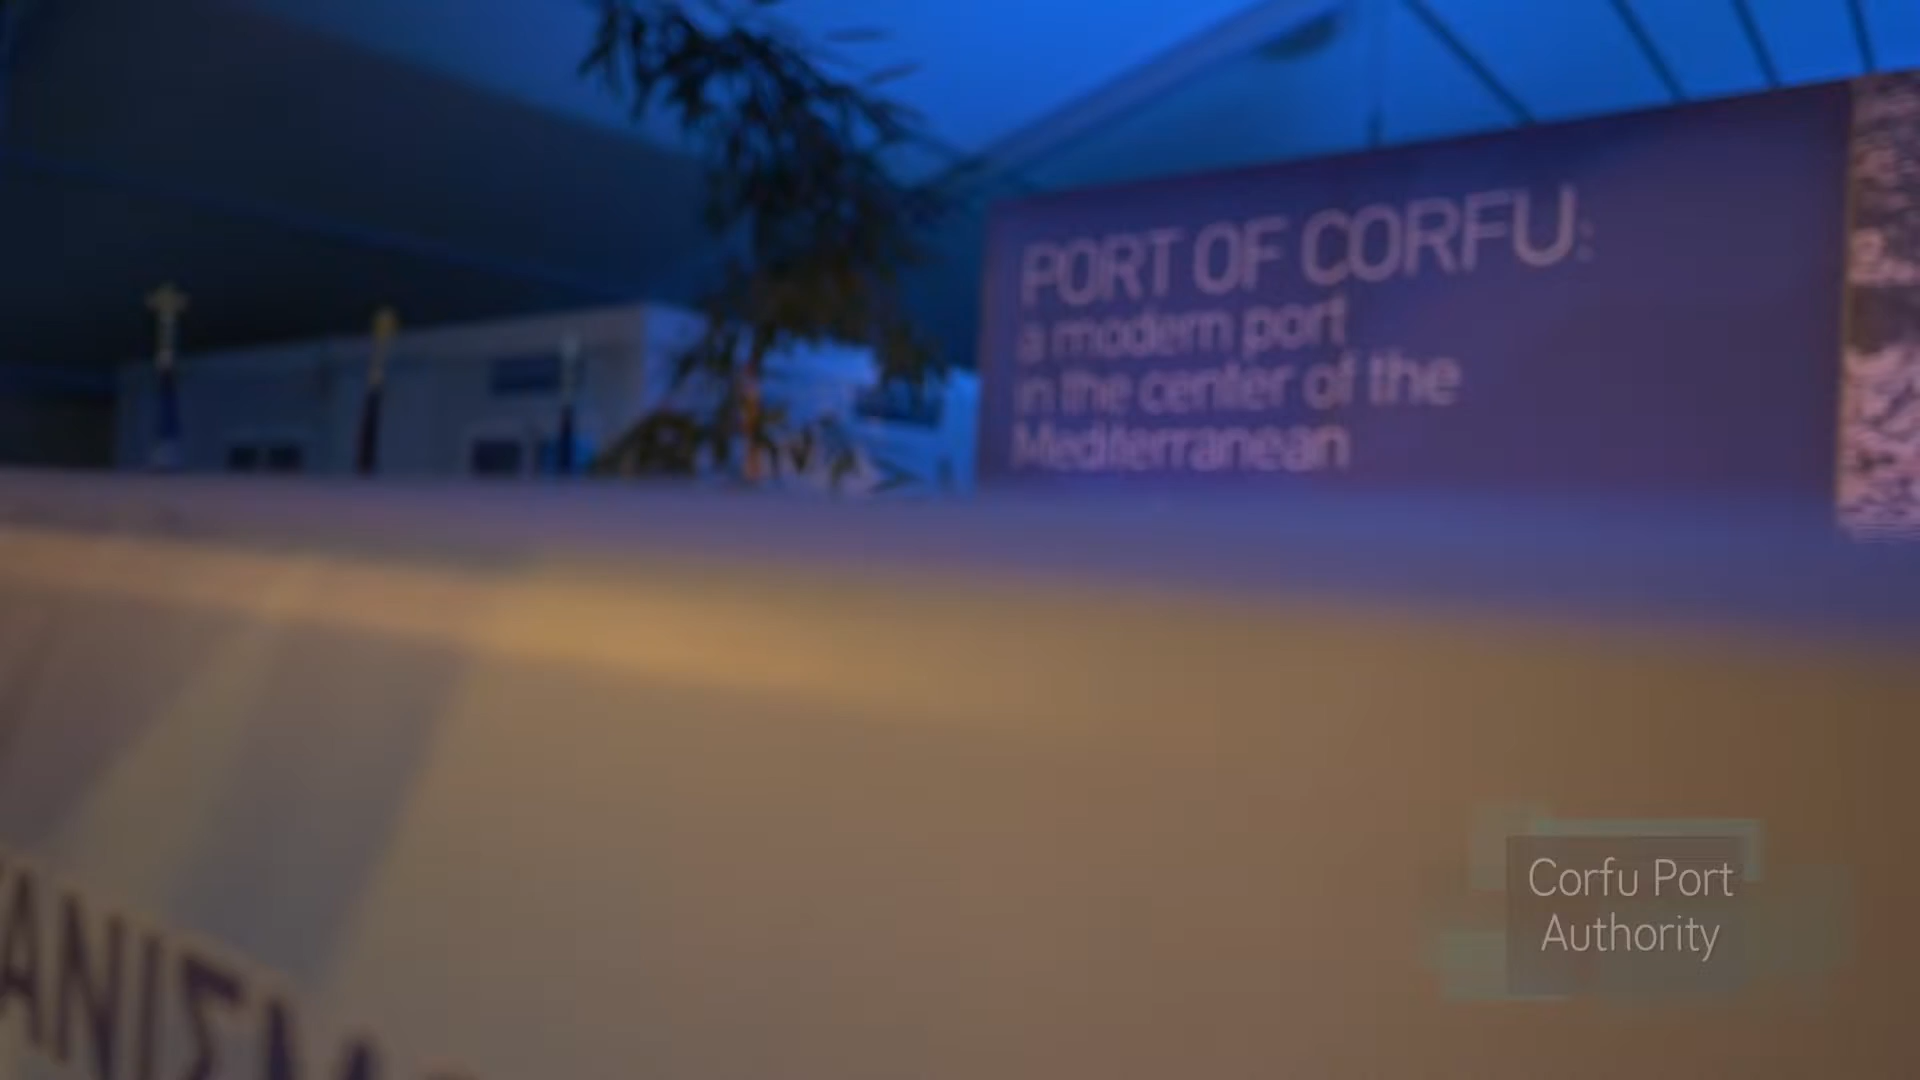 PORT OF CORFU:
a modern port
in the center of the
Mediterranean
Corfu Port
Authority